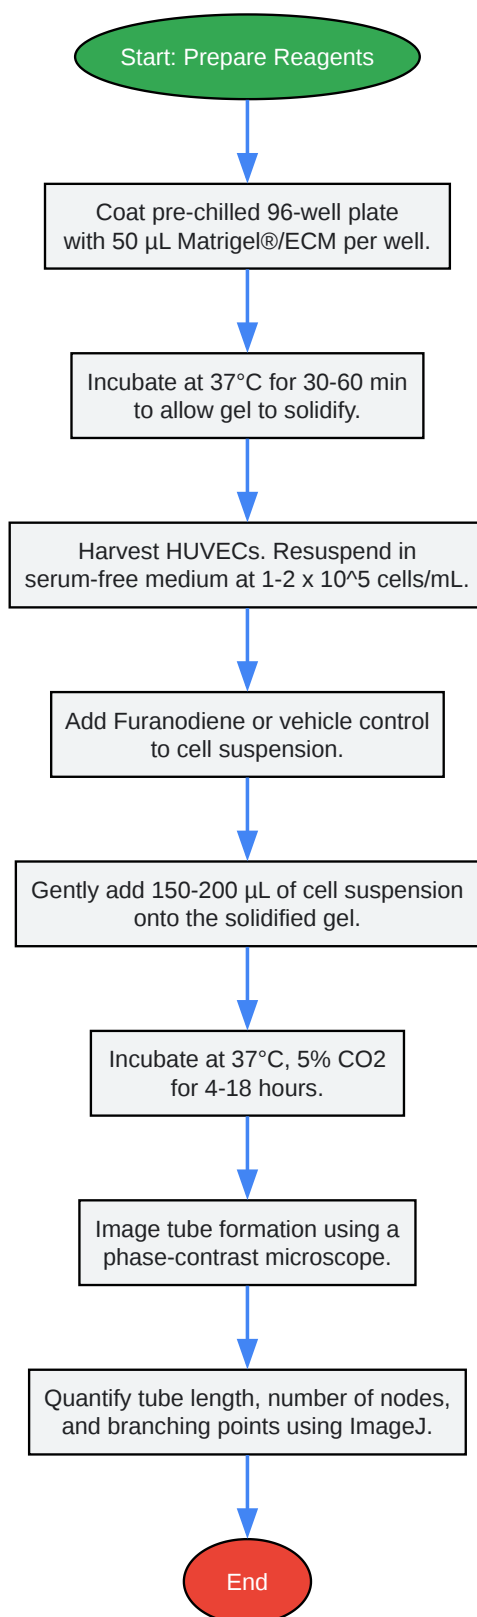 Start: Prepare Reagents
Coat pre-chilled 96-well plate
with 50 µL Matrigel®/ECM per well.
Incubate at 37°C for 30-60 min
to allow gel to solidify.
Harvest HUVECs. Resuspend in
serum-free medium at 1-2 x 10^5 cells/mL.
Add Furanodiene or vehicle control
to cell suspension.
Gently add 150-200 µL of cell suspension
onto the solidified gel.
Incubate at 37°C, 5% CO2
for 4-18 hours.
Image tube formation using a
phase-contrast microscope.
Quantify tube length, number of nodes,
and branching points using ImageJ.
End